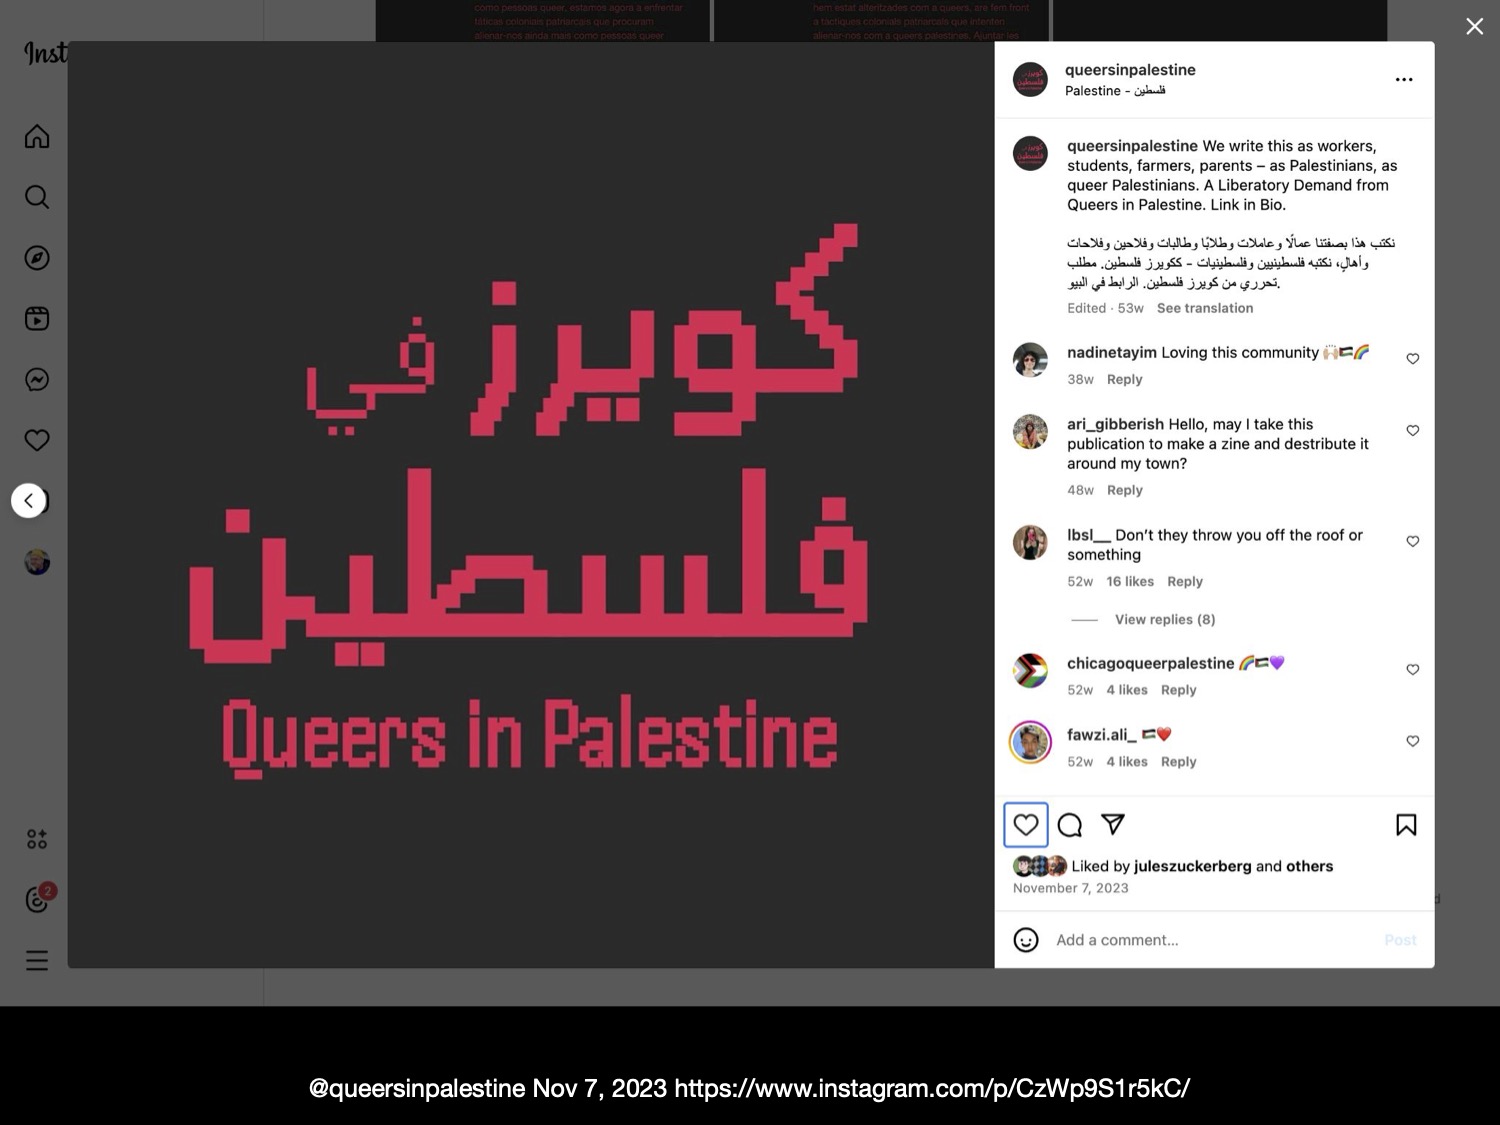 como pessoas queer, estamos agora a enfrentar
táticas coloniais patriarcais que procuram
alienar-nos ainda mais como pessoas queer
hem estat alteritzades com a queers, ara fem front
a tàctiques colonials patriarcals que intenten
alienar-nos com a queers palestines. Ajuntar les
Inst
كويرز في
فلسطين
Queers in Palestine
queersinpalestine
Palestine - فلسطين
queersinpalestine We write this as workers,
students, farmers, parents – as Palestinians, as
queer Palestinians. A Liberatory Demand from
Queers in Palestine. Link in Bio.
نكتب هذا بصفتنا عمالًا وعاملات وطلابًا وطالبات وفلاحين وفلاحات
وأهالٍ، نكتبه فلسطينيين وفلسطينيات - ككويرز فلسطين. مطلب
تحرري من كويرز فلسطين. الرابط في البيو.
Edited · 53w See translation
nadinetayim Loving this community 🙌🏼🇵🇸🌈
38w Reply
ari_gibberish Hello, may I take this
publication to make a zine and destribute it
around my town?
48w Reply
lbsl__ Don’t they throw you off the roof or
something
52w 16 likes Reply
View replies (8)
chicagoqueerpalestine 🌈🇵🇸💜
52w 4 likes Reply
fawzi.ali_ 🇵🇸❤️
52w 4 likes Reply
Liked by juleszuckerberg and others
November 7, 2023
Add a comment...
Post
2
@queersinpalestine Nov 7, 2023 https://www.instagram.com/p/CzWp9S1r5kC/